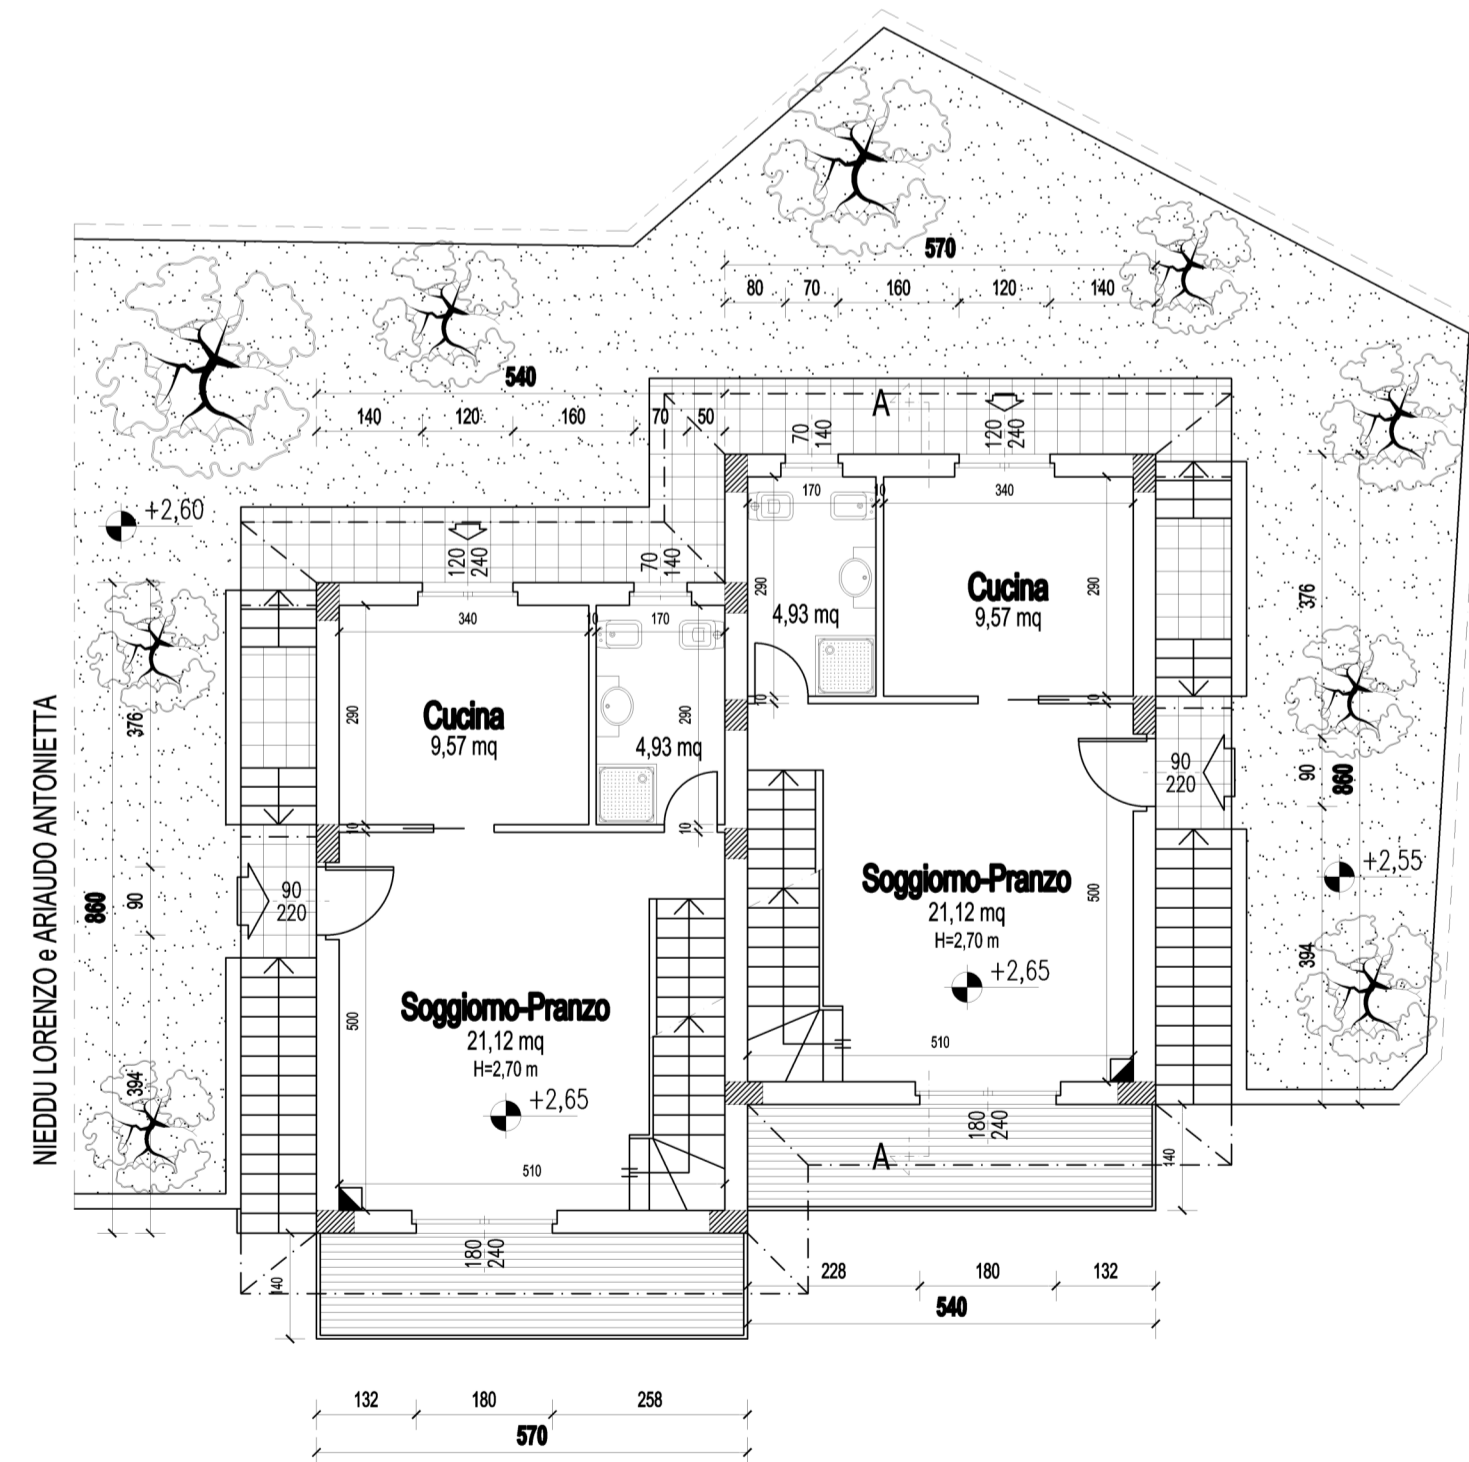 570
80 70 160 120 140
540
140 120 160 70 50
A
70
140
120
240
+2,60
120
240
70
140
170 10 340
290
4,93 mq
Cucina
9,57 mq
290
376
340 10 170
290
Cucina
9,57 mq
290
4,93 mq
376
10 10
10 10
90
220
90
860
NIEDDU LORENZO e ARIAUDO ANTONIETTA
860
90
90
220
Soggiorno-Pranzo
21,12 mq
H=2,70 m
+2,65
500
+2,55
394
Soggiorno-Pranzo
21,12 mq
H=2,70 m
+2,65
500
510
394
510
180
240
A
140
180
240
140
228 180 132
540
132 180 258
570